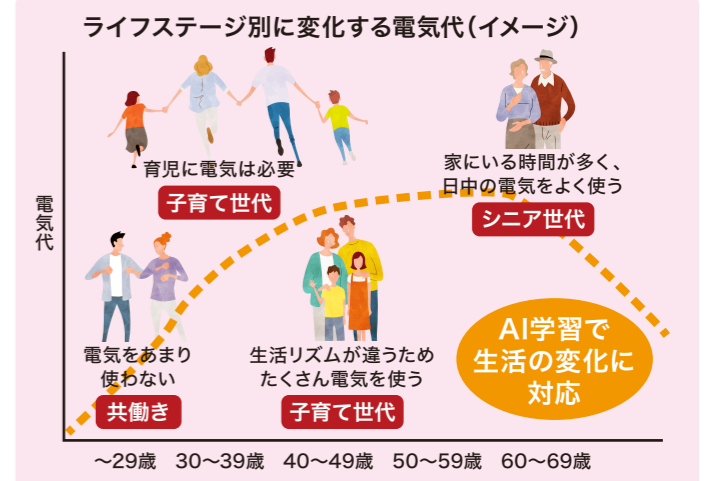 ライフステージ別に変化する電気代(イメージ)
育児に電気は必要
子育て世代
家にいる時間が多く、
日中の電気をよく使う
シニア世代
電気代
電気をあまり
使わない
共働き
生活リズムが違うため
たくさん電気を使う
子育て世代
AI学習で
生活の変化に
対応
〜29歳 30〜39歳 40〜49歳 50〜59歳 60〜69歳